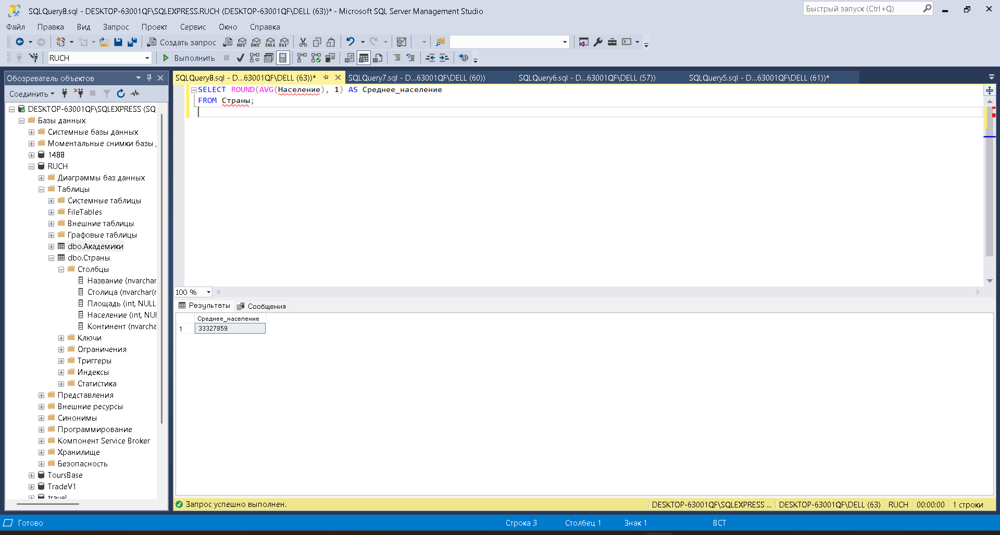 SQLQuery8.sql - DESKTOP-63001QF\SQLEXPRESS.RUCH (DESKTOP-63001QF\DELL (63))* - Microsoft SQL Server Management Studio
Быстрый запуск (Ctrl+Q)
Файл Правка Вид Запрос Проект Сервис Окно Справка
Создать запрос MDX DMX XMLA DAX
RUCH Выполнить
Обозреватель объектов
SQLQuery8.sql - D...63001QF\DELL (63))* SQLQuery7.sql - D...63001QF\DELL (60)) SQLQuery6.sql - D...63001QF\DELL (57)) SQLQuery5.sql - D...63001QF\DELL (61))*
Соединить
SELECT ROUND(AVG(Население), 1) AS Среднее_население
FROM Страны;
DESKTOP-63001QF\SQLEXPRESS (SQ
Базы данных
Системные базы данных
Моментальные снимки базы
1488
RUCH
Диаграммы баз данных
Таблицы
Системные таблицы
FileTables
Внешние таблицы
Графовые таблицы
dbo.Академики
dbo.Страны
Столбцы
Название (nvarchar
Столица (nvarchar(r
Площадь (int, NULL
Население (int, NUI
Континент (nvarcha
Ключи
Ограничения
Триггеры
Индексы
Статистика
Представления
Внешние ресурсы
Синонимы
Программирование
Компонент Service Broker
Хранилище
Безопасность
ToursBase
TradeV1
travel
100 %
Результаты Сообщения
Среднее_население
1 33327859
Запрос успешно выполнен.
DESKTOP-63001QF\SQLEXPRESS ... DESKTOP-63001QF\DELL (63) RUCH 00:00:00 1 строки
Готово Строка 3 Столбец 1 Знак 1 ВСТ